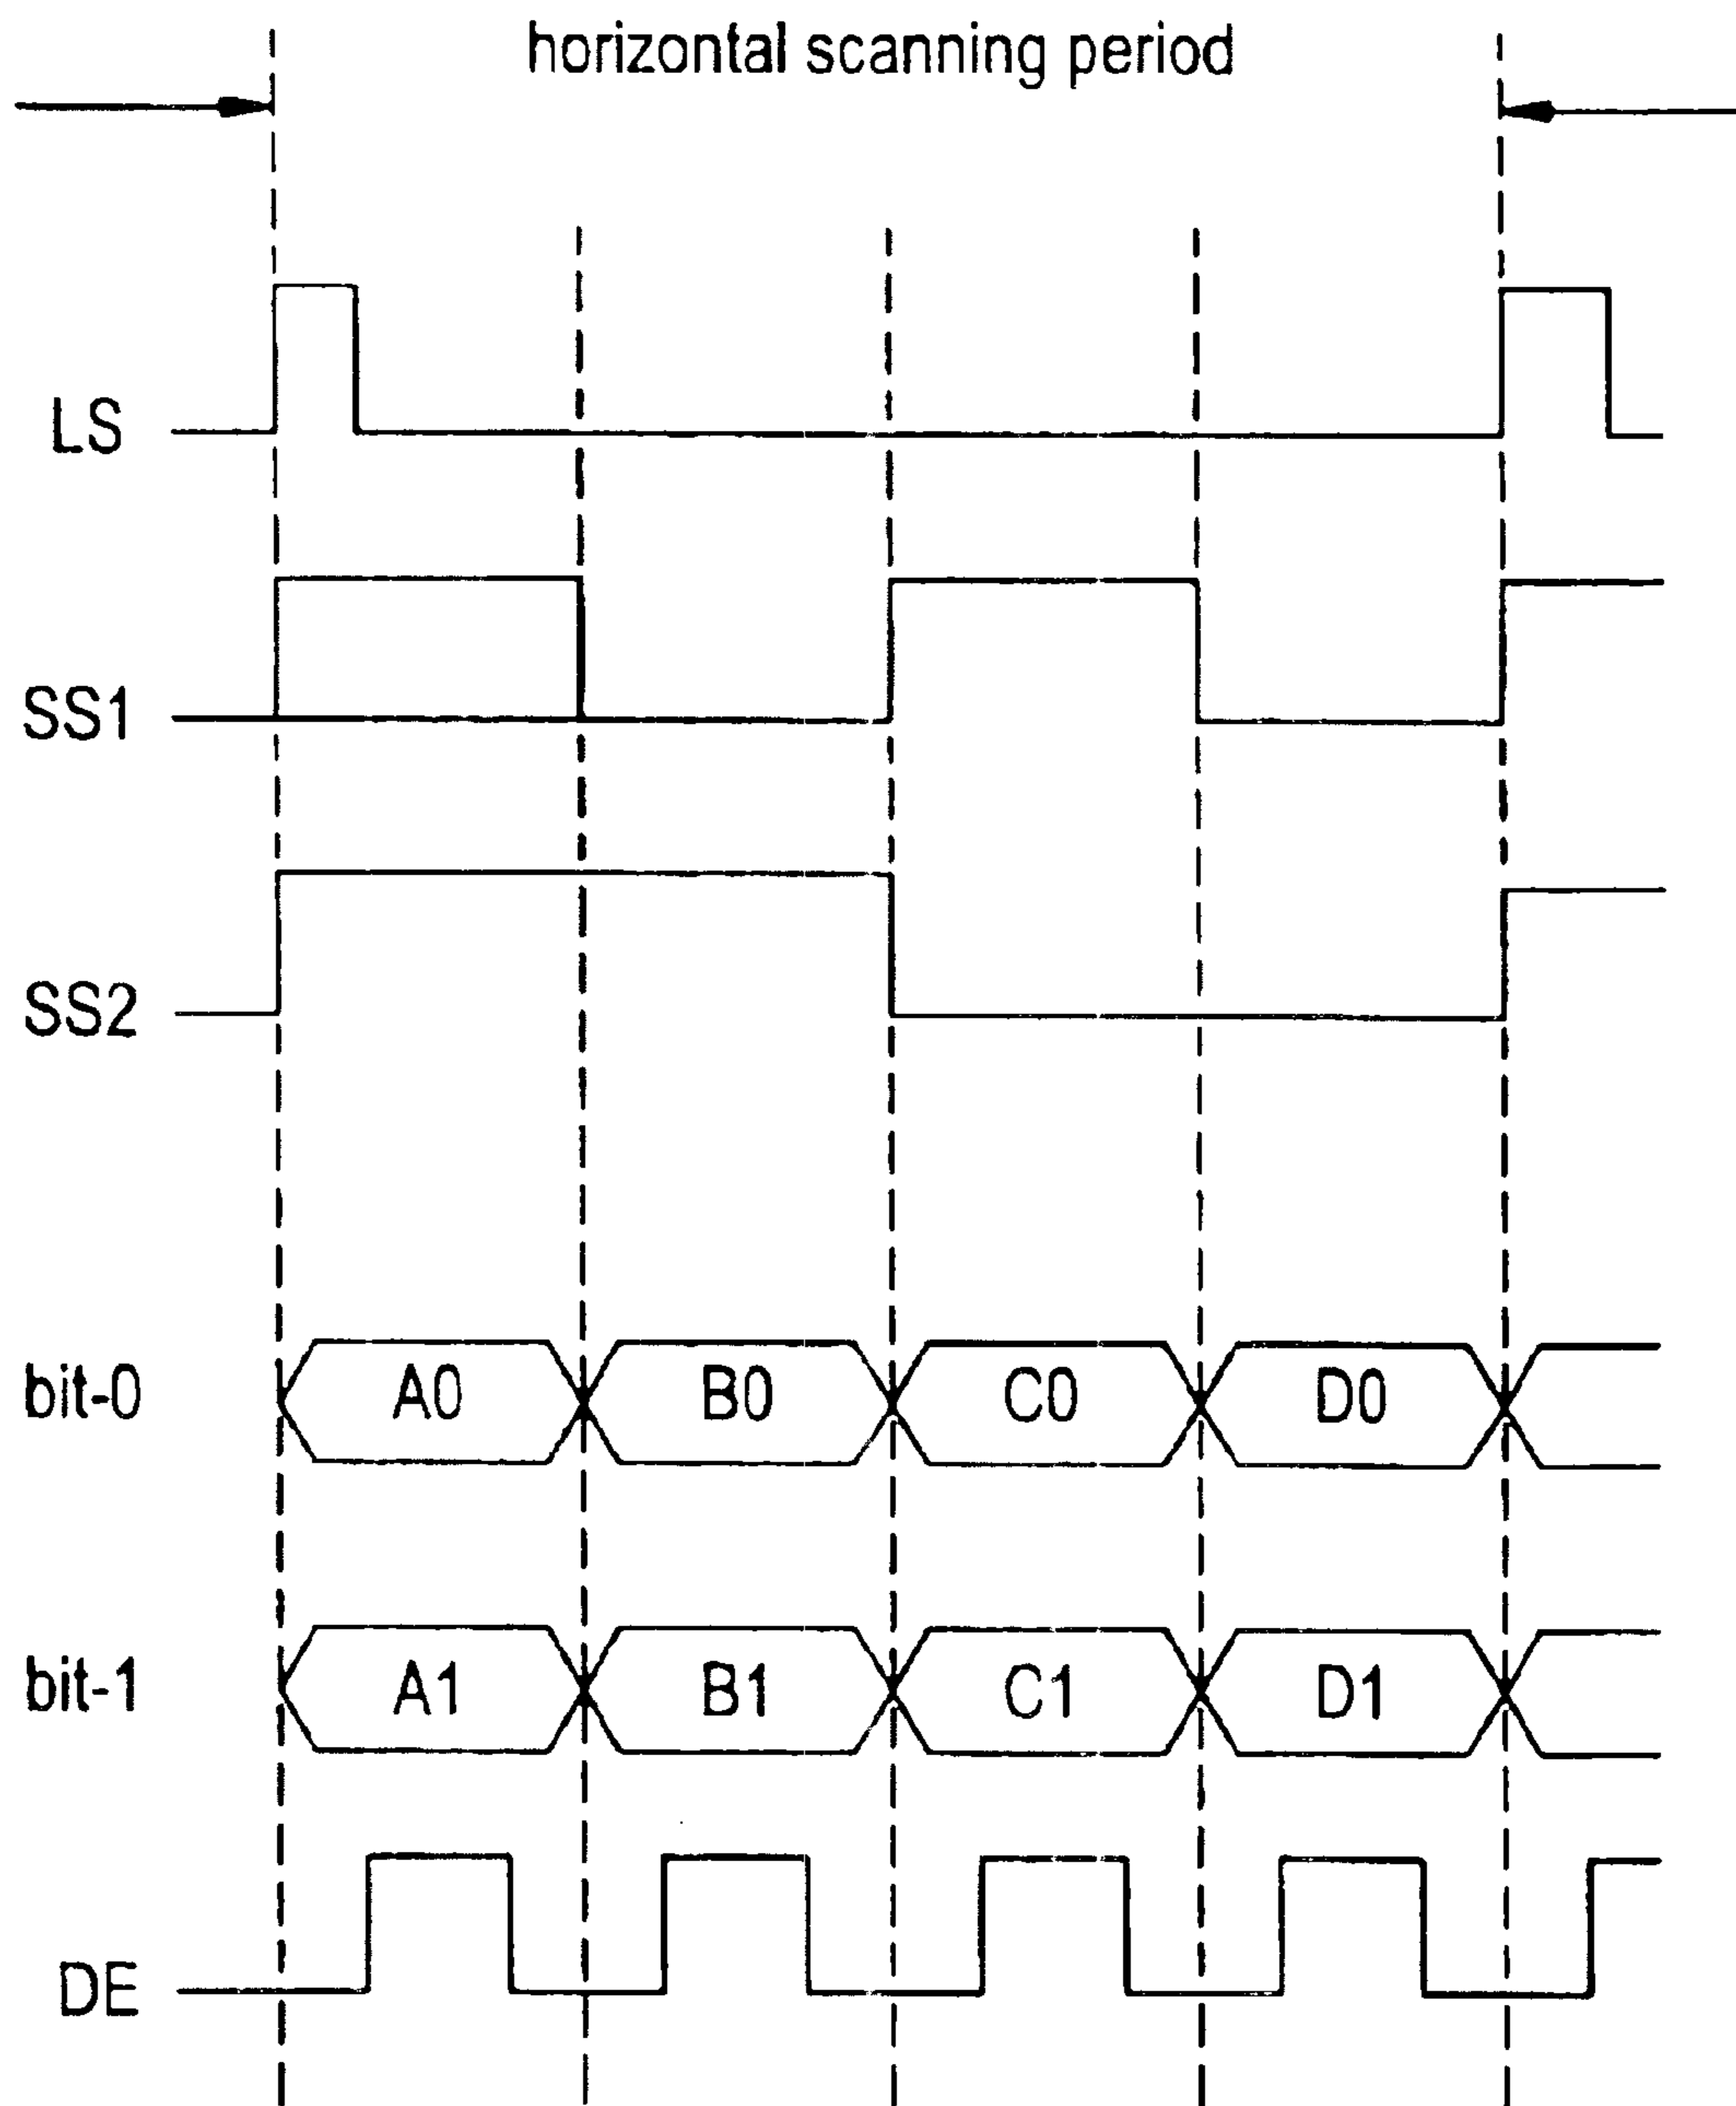 horizontal scanning period
LS
SS1
SS2
bit-0 A0 B0 C0 D0
bit-1 A1 B1 C1 D1
DE